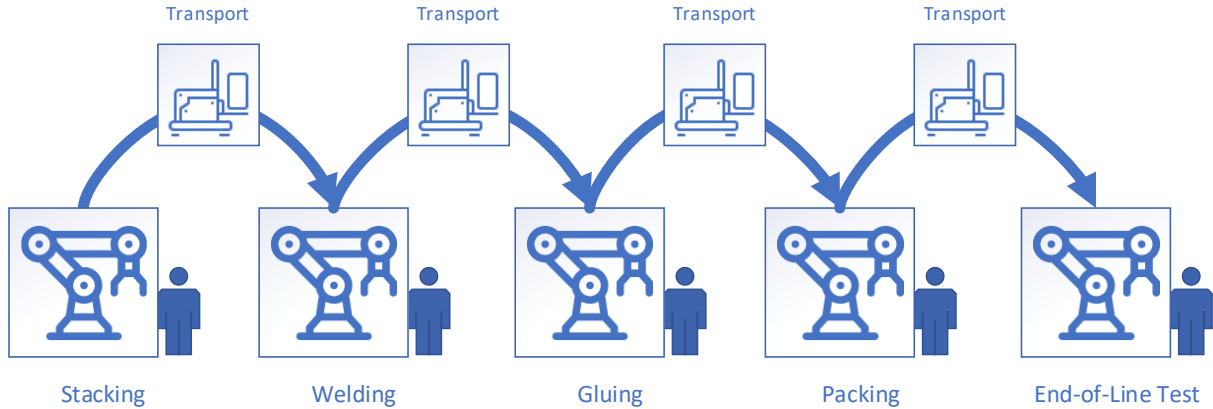 Transport
Transport
Transport
Transport
Stacking
Welding
Gluing
Packing
End-of-Line Test